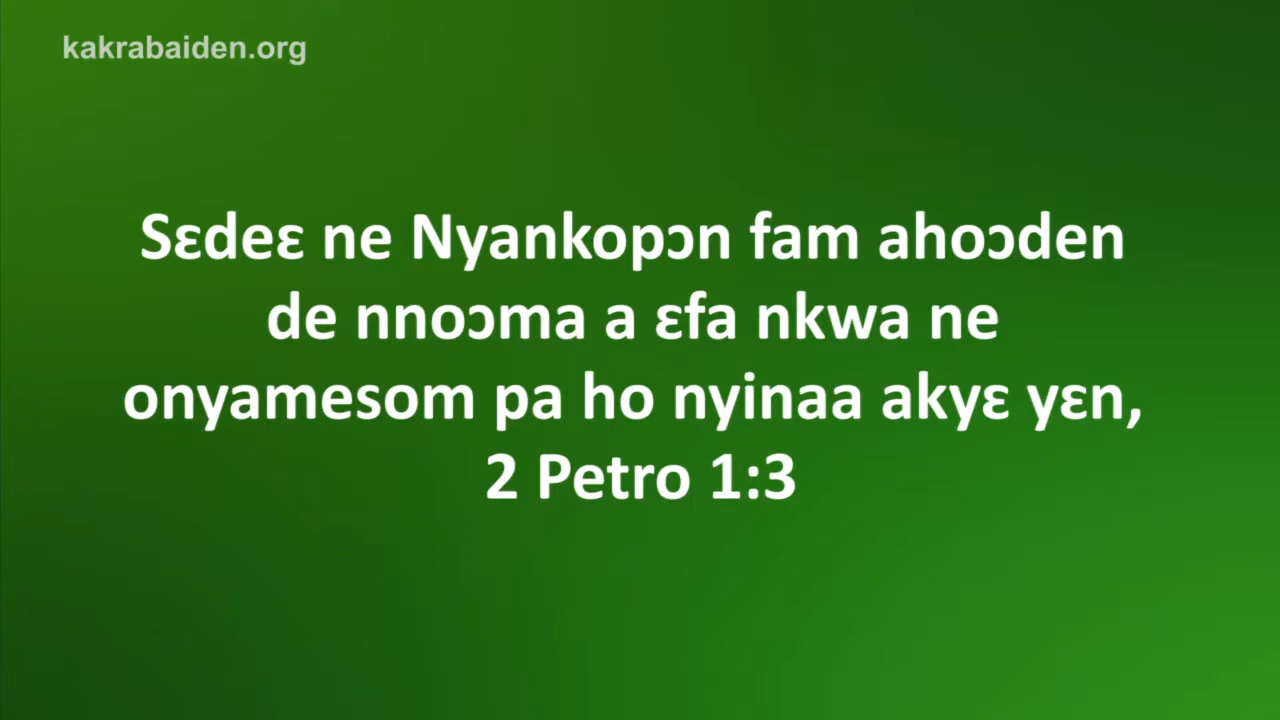 kakrabaiden.org
Sɛdeɛ ne Nyankopɔn fam ahoɔden
de nnoɔma a ɛfa nkwa ne
onyamesom pa ho nyinaa akyɛ yɛn,
2 Petro 1:3